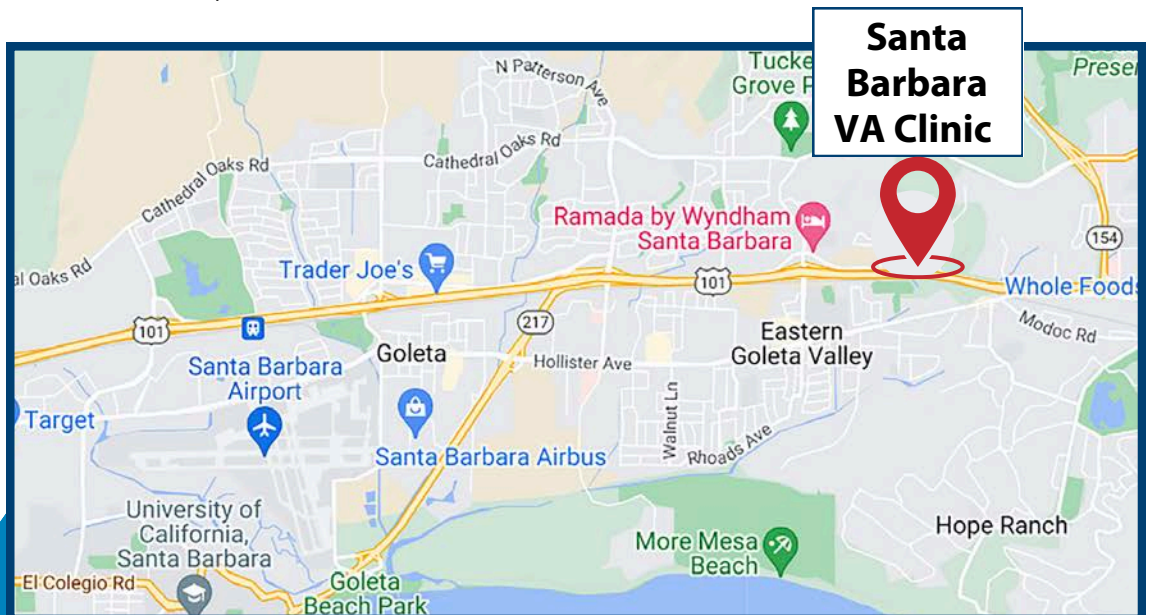 Santa
Barbara
VA Clinic
N Patterson Ave
Tucke
Grove P
Prese
Cathedral Oaks Rd
Cathedral Oaks Rd
Ramada by Wyndham
Santa Barbara
154
al Oaks Rd
Trader Joe's
101
Whole Foods
101
217
Modoc Rd
Eastern
Goleta Valley
Goleta
Hollister Ave
Santa Barbara
Airport
Walnut Ln
Target
Rhoads Ave
Santa Barbara Airbus
University of
California,
Santa Barbara
Hope Ranch
More Mesa
Beach
El Colegio Rd
Goleta
Beach Park